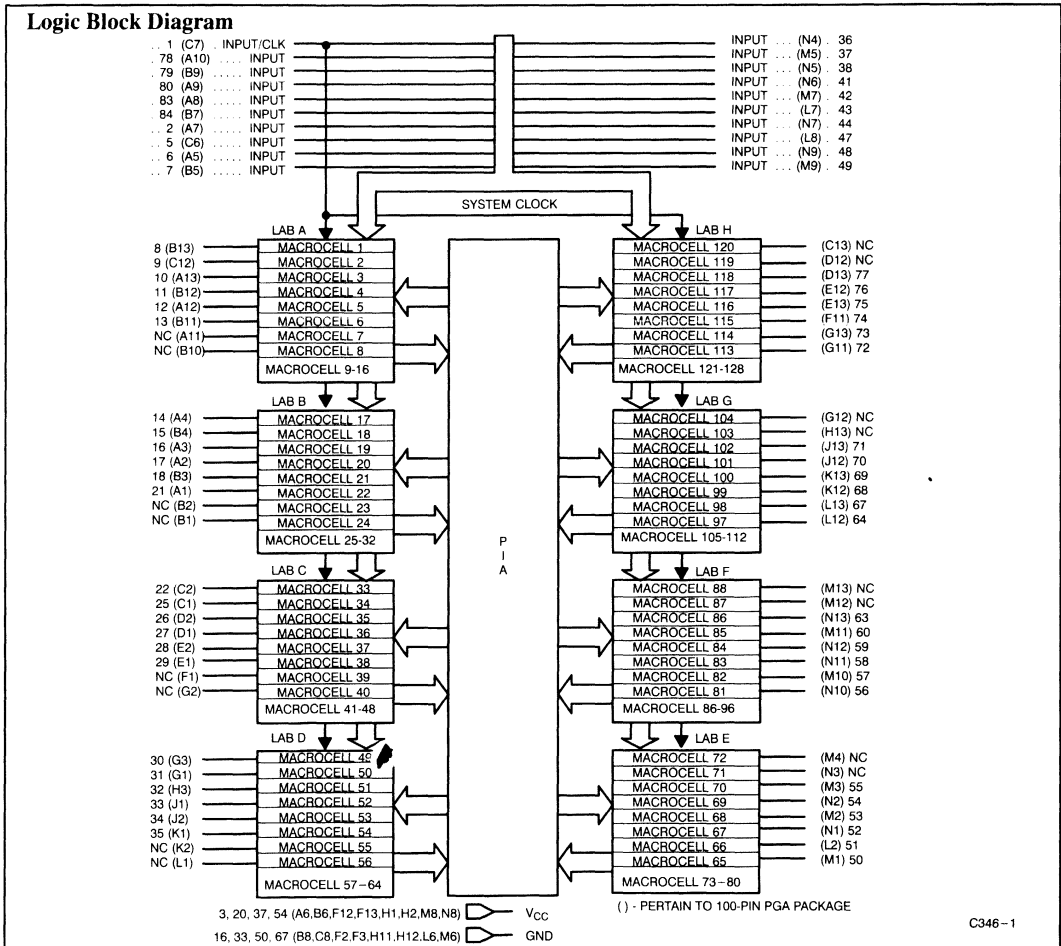 Logic Block Diagram
.. 1 (C7) . INPUT/CLK
. 78 (A10) .... INPUT
. 79 (B9) ..... INPUT
80 (A9) ..... INPUT
. 83 (A8) ..... INPUT
84 (B7) ..... INPUT
.. 2 (A7) ..... INPUT
.. 5 (C6) ..... INPUT
.. 6 (A5) ..... INPUT
.. 7 (B5) ..... INPUT
INPUT ... (N4) . 36
INPUT ... (M5) . 37
INPUT ... (N5) . 38
INPUT ... (N6) . 41
INPUT ... (M7) . 42
INPUT ... (L7) . 43
INPUT ... (N7) . 44
INPUT ... (L8) . 47
INPUT ... (N9) . 48
INPUT ... (M9) . 49
SYSTEM CLOCK
LAB A
8 (B13) MACROCELL 1
9 (C12) MACROCELL 2
10 (A13) MACROCELL 3
11 (B12) MACROCELL 4
12 (A12) MACROCELL 5
13 (B11) MACROCELL 6
NC (A11) MACROCELL 7
NC (B10) MACROCELL 8
MACROCELL 9-16
LAB B
14 (A4) MACROCELL 17
15 (B4) MACROCELL 18
16 (A3) MACROCELL 19
17 (A2) MACROCELL 20
18 (B3) MACROCELL 21
21 (A1) MACROCELL 22
NC (B2) MACROCELL 23
NC (B1) MACROCELL 24
MACROCELL 25-32
LAB C
22 (C2) MACROCELL 33
25 (C1) MACROCELL 34
26 (D2) MACROCELL 35
27 (D1) MACROCELL 36
28 (E2) MACROCELL 37
29 (E1) MACROCELL 38
NC (F1) MACROCELL 39
NC (G2) MACROCELL 40
MACROCELL 41-48
LAB D
30 (G3) MACROCELL 49
31 (G1) MACROCELL 50
32 (H3) MACROCELL 51
33 (J1) MACROCELL 52
34 (J2) MACROCELL 53
35 (K1) MACROCELL 54
NC (K2) MACROCELL 55
NC (L1) MACROCELL 56
MACROCELL 57–64
P
I
A
LAB H
MACROCELL 120 (C13) NC
MACROCELL 119 (D12) NC
MACROCELL 118 (D13) 77
MACROCELL 117 (E12) 76
MACROCELL 116 (E13) 75
MACROCELL 115 (F11) 74
MACROCELL 114 (G13) 73
MACROCELL 113 (G11) 72
MACROCELL 121-128
LAB G
MACROCELL 104 (G12) NC
MACROCELL 103 (H13) NC
MACROCELL 102 (J13) 71
MACROCELL 101 (J12) 70
MACROCELL 100 (K13) 69
MACROCELL 99 (K12) 68
MACROCELL 98 (L13) 67
MACROCELL 97 (L12) 64
MACROCELL 105-112
LAB F
MACROCELL 88 (M13) NC
MACROCELL 87 (M12) NC
MACROCELL 86 (N13) 63
MACROCELL 85 (M11) 60
MACROCELL 84 (N12) 59
MACROCELL 83 (N11) 58
MACROCELL 82 (M10) 57
MACROCELL 81 (N10) 56
MACROCELL 86-96
LAB E
MACROCELL 72 (M4) NC
MACROCELL 71 (N3) NC
MACROCELL 70 (M3) 55
MACROCELL 69 (N2) 54
MACROCELL 68 (M2) 53
MACROCELL 67 (N1) 52
MACROCELL 66 (L2) 51
MACROCELL 65 (M1) 50
MACROCELL 73–80
3, 20, 37, 54 (A6,B6,F12,F13,H1,H2,M8,N8) VCC
16, 33, 50, 67 (B8,C8,F2,F3,H11,H12,L6,M6) GND
( ) - PERTAIN TO 100-PIN PGA PACKAGE
C346–1